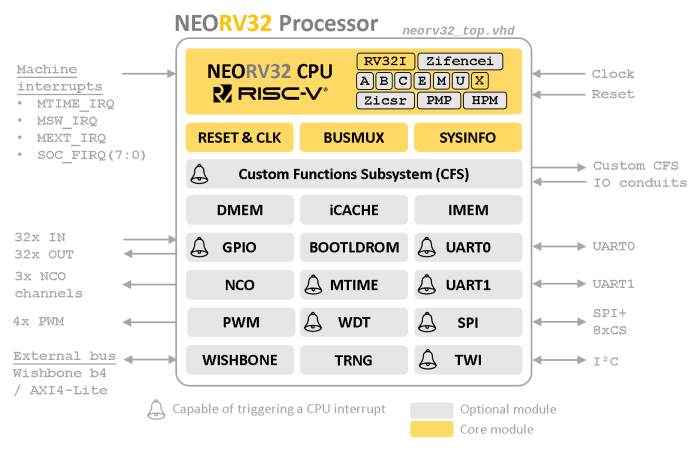 NEORV32 Processor
neorv32_top.vhd
NEORV32 CPU
RISC-V®
RV32I Zifencei
A B C E M U X
Zicsr PMP HPM
Machine
interrupts
• MTIME_IRQ
• MSW_IRQ
• MEXT_IRQ
• SOC_FIRQ(7:0)
Clock
Reset
RESET & CLK BUSMUX SYSINFO
Custom Functions Subsystem (CFS)
Custom CFS
IO conduits
DMEM iCACHE IMEM
32x IN
32x OUT
GPIO BOOTLDROM UART0
UART0
3x NCO
channels
NCO MTIME UART1
UART1
4x PWM
PWM WDT SPI
SPI+
8xCS
External bus
Wishbone b4
/ AXI4-Lite
WISHBONE TRNG TWI
I²C
Capable of triggering a CPU interrupt
Optional module
Core module